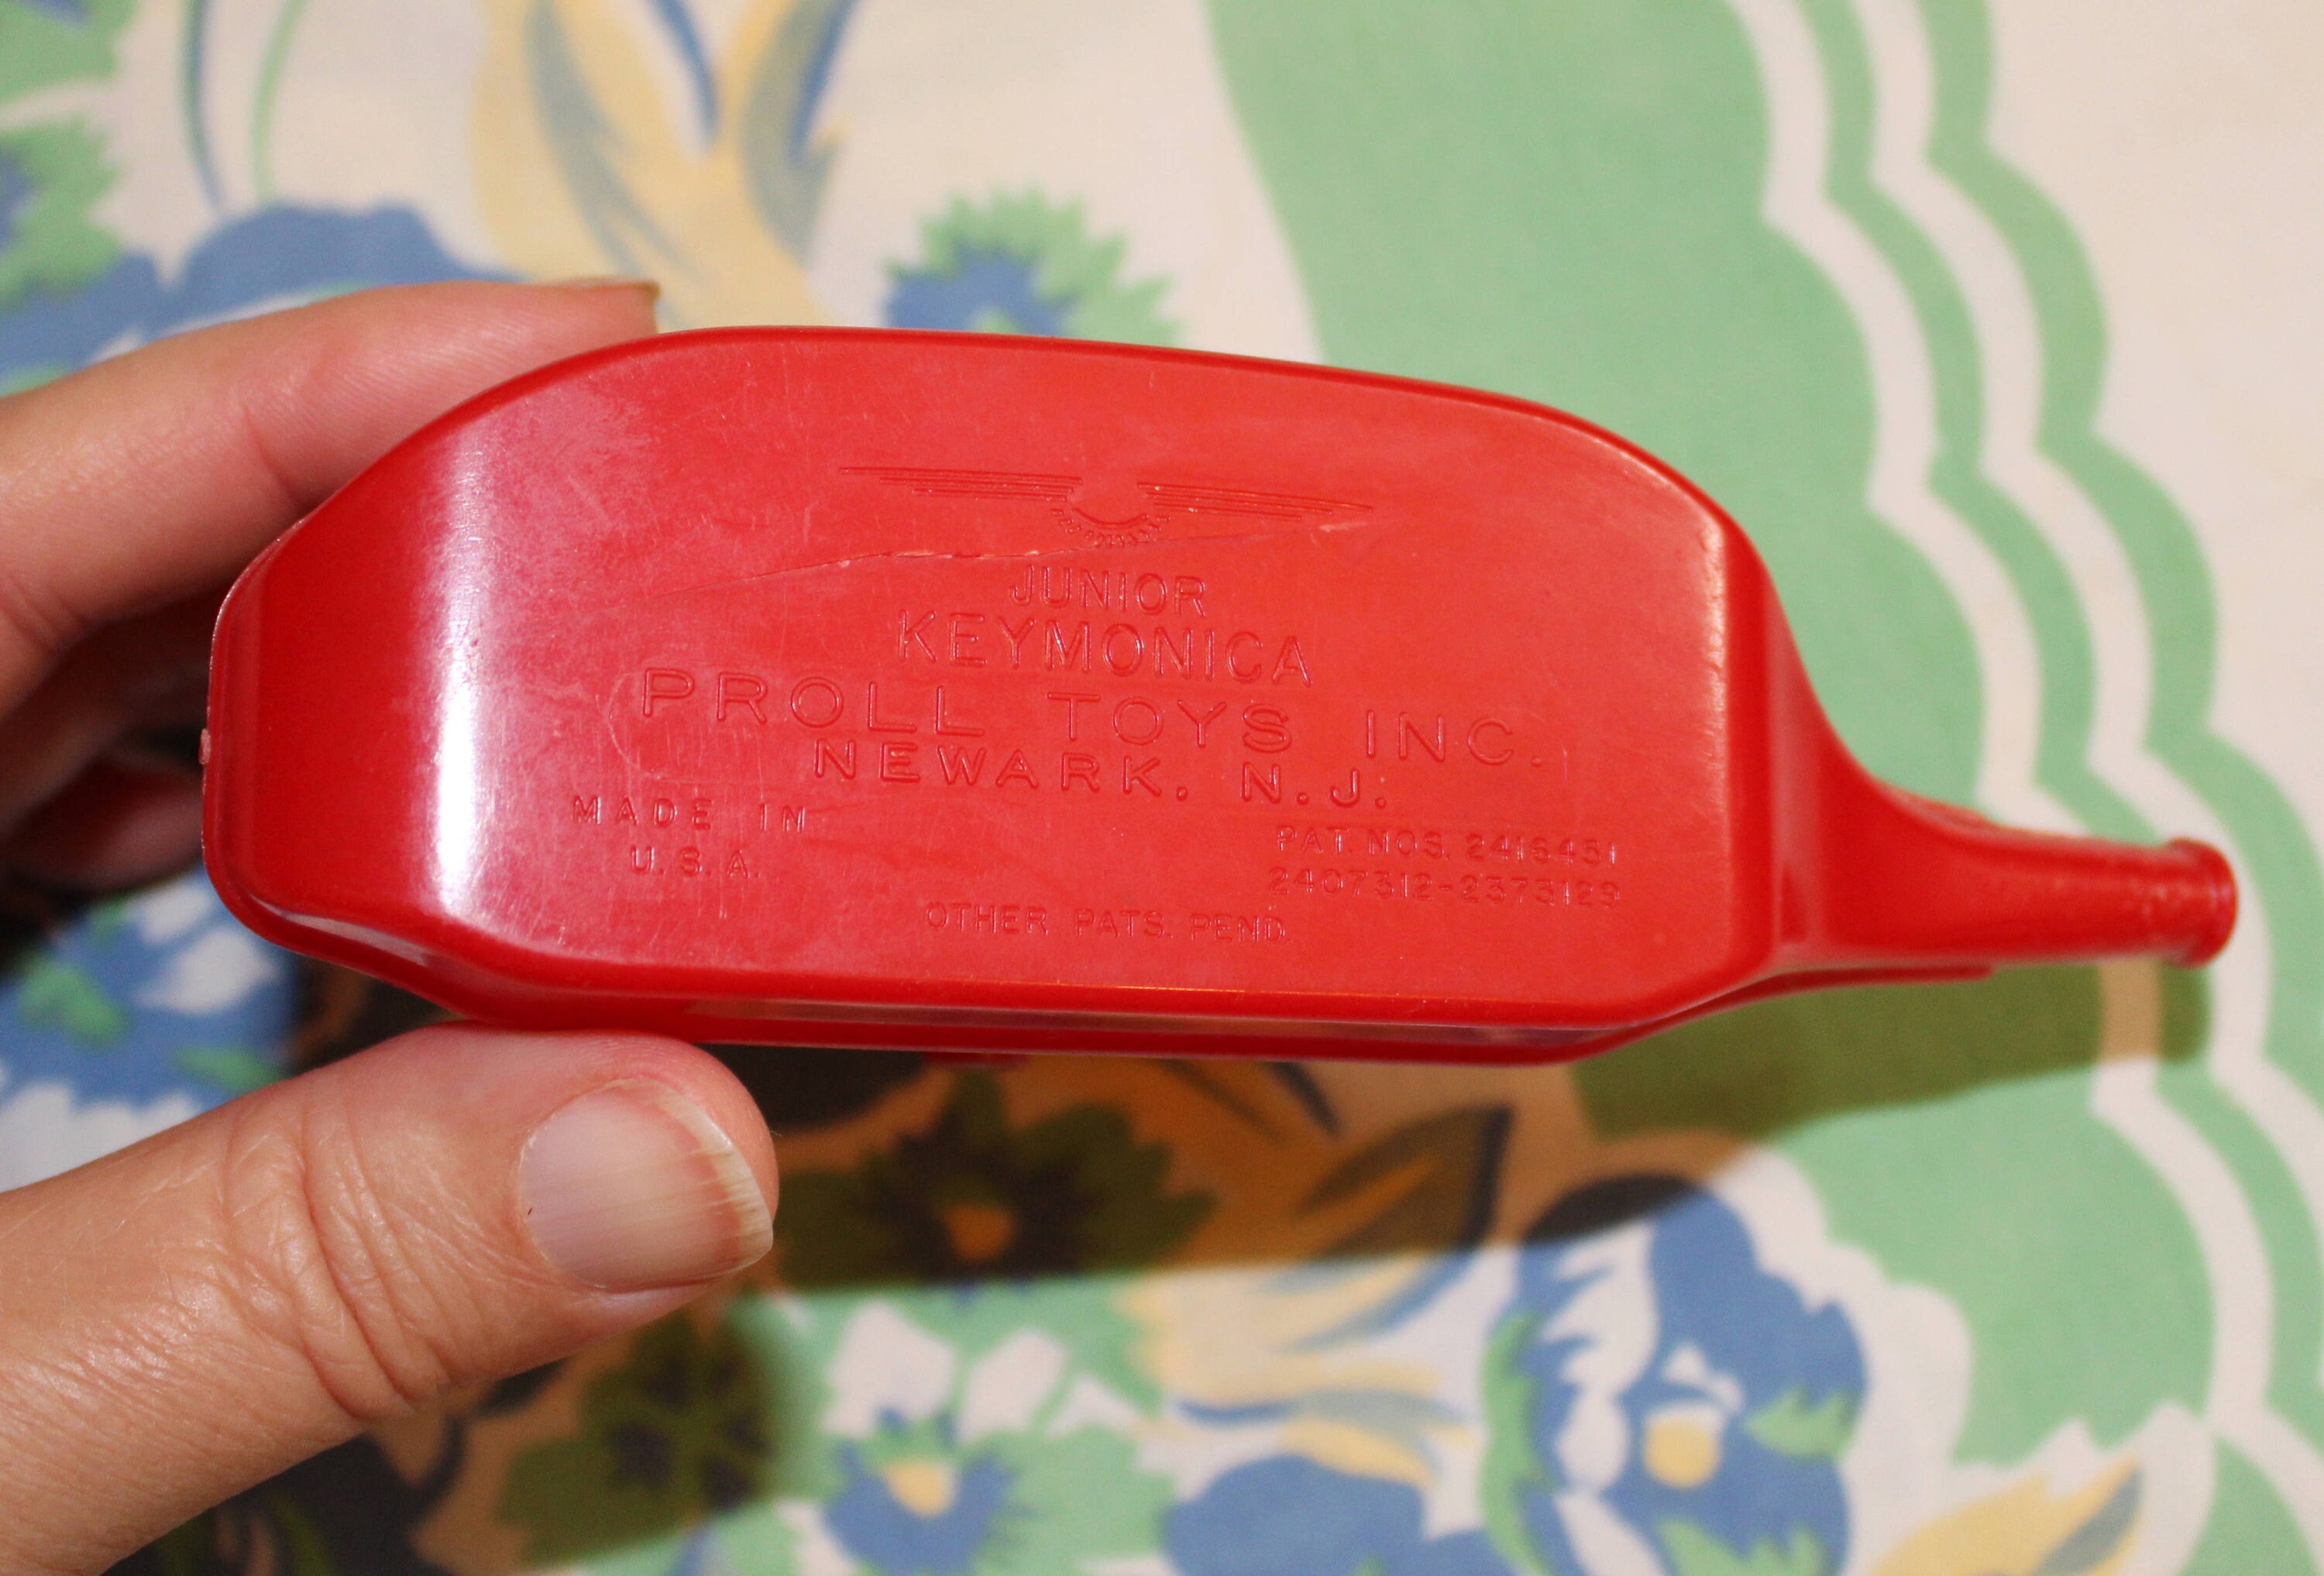 JUNIOR
KEYMONICA
PROLL TOYS INC.
NEWARK, N.J.
MADE IN
U.S.A.
PAT. NOS. 2416451
2407312-2373129
OTHER PATS. PEND.